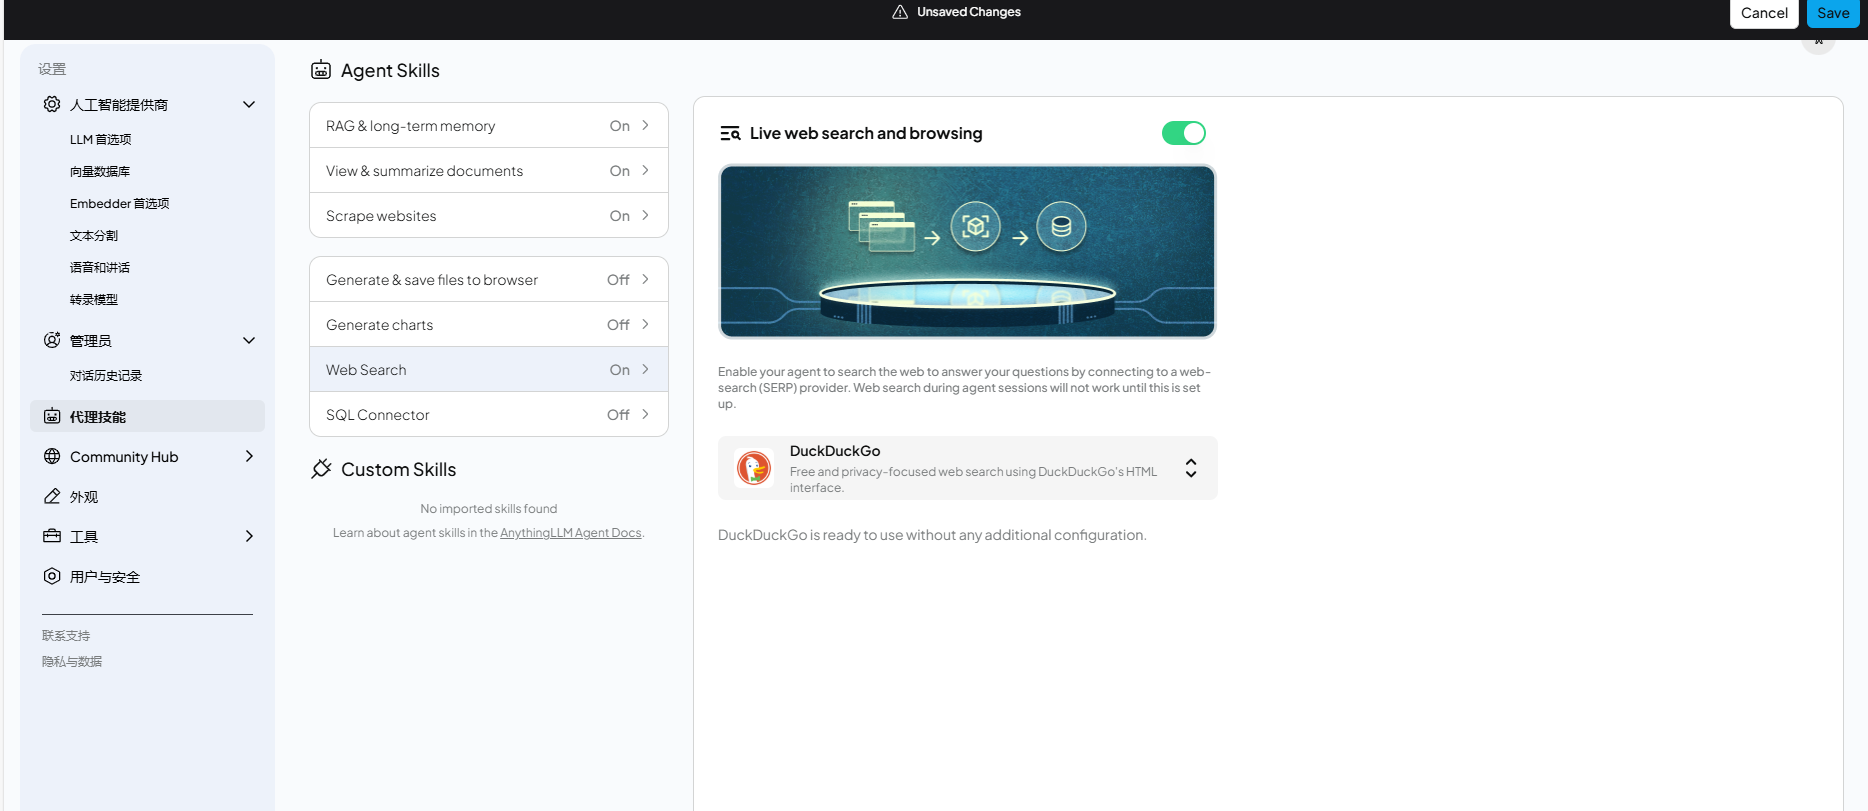 Unsaved Changes
Cancel
Save
设置
人工智能提供商
LLM 首选项
向量数据库
Embedder 首选项
文本分割
语音和讲话
转录模型
管理员
对话历史记录
代理技能
Community Hub
外观
工具
用户与安全
联系支持
隐私与数据
Agent Skills
RAG & long-term memory On
View & summarize documents On
Scrape websites On
Generate & save files to browser Off
Generate charts Off
Web Search On
SQL Connector Off
Custom Skills
No imported skills found
Learn about agent skills in the AnythingLLM Agent Docs.
Live web search and browsing
Enable your agent to search the web to answer your questions by connecting to a web-
search (SERP) provider. Web search during agent sessions will not work until this is set
up.
DuckDuckGo
Free and privacy-focused web search using DuckDuckGo's HTML
interface.
DuckDuckGo is ready to use without any additional configuration.